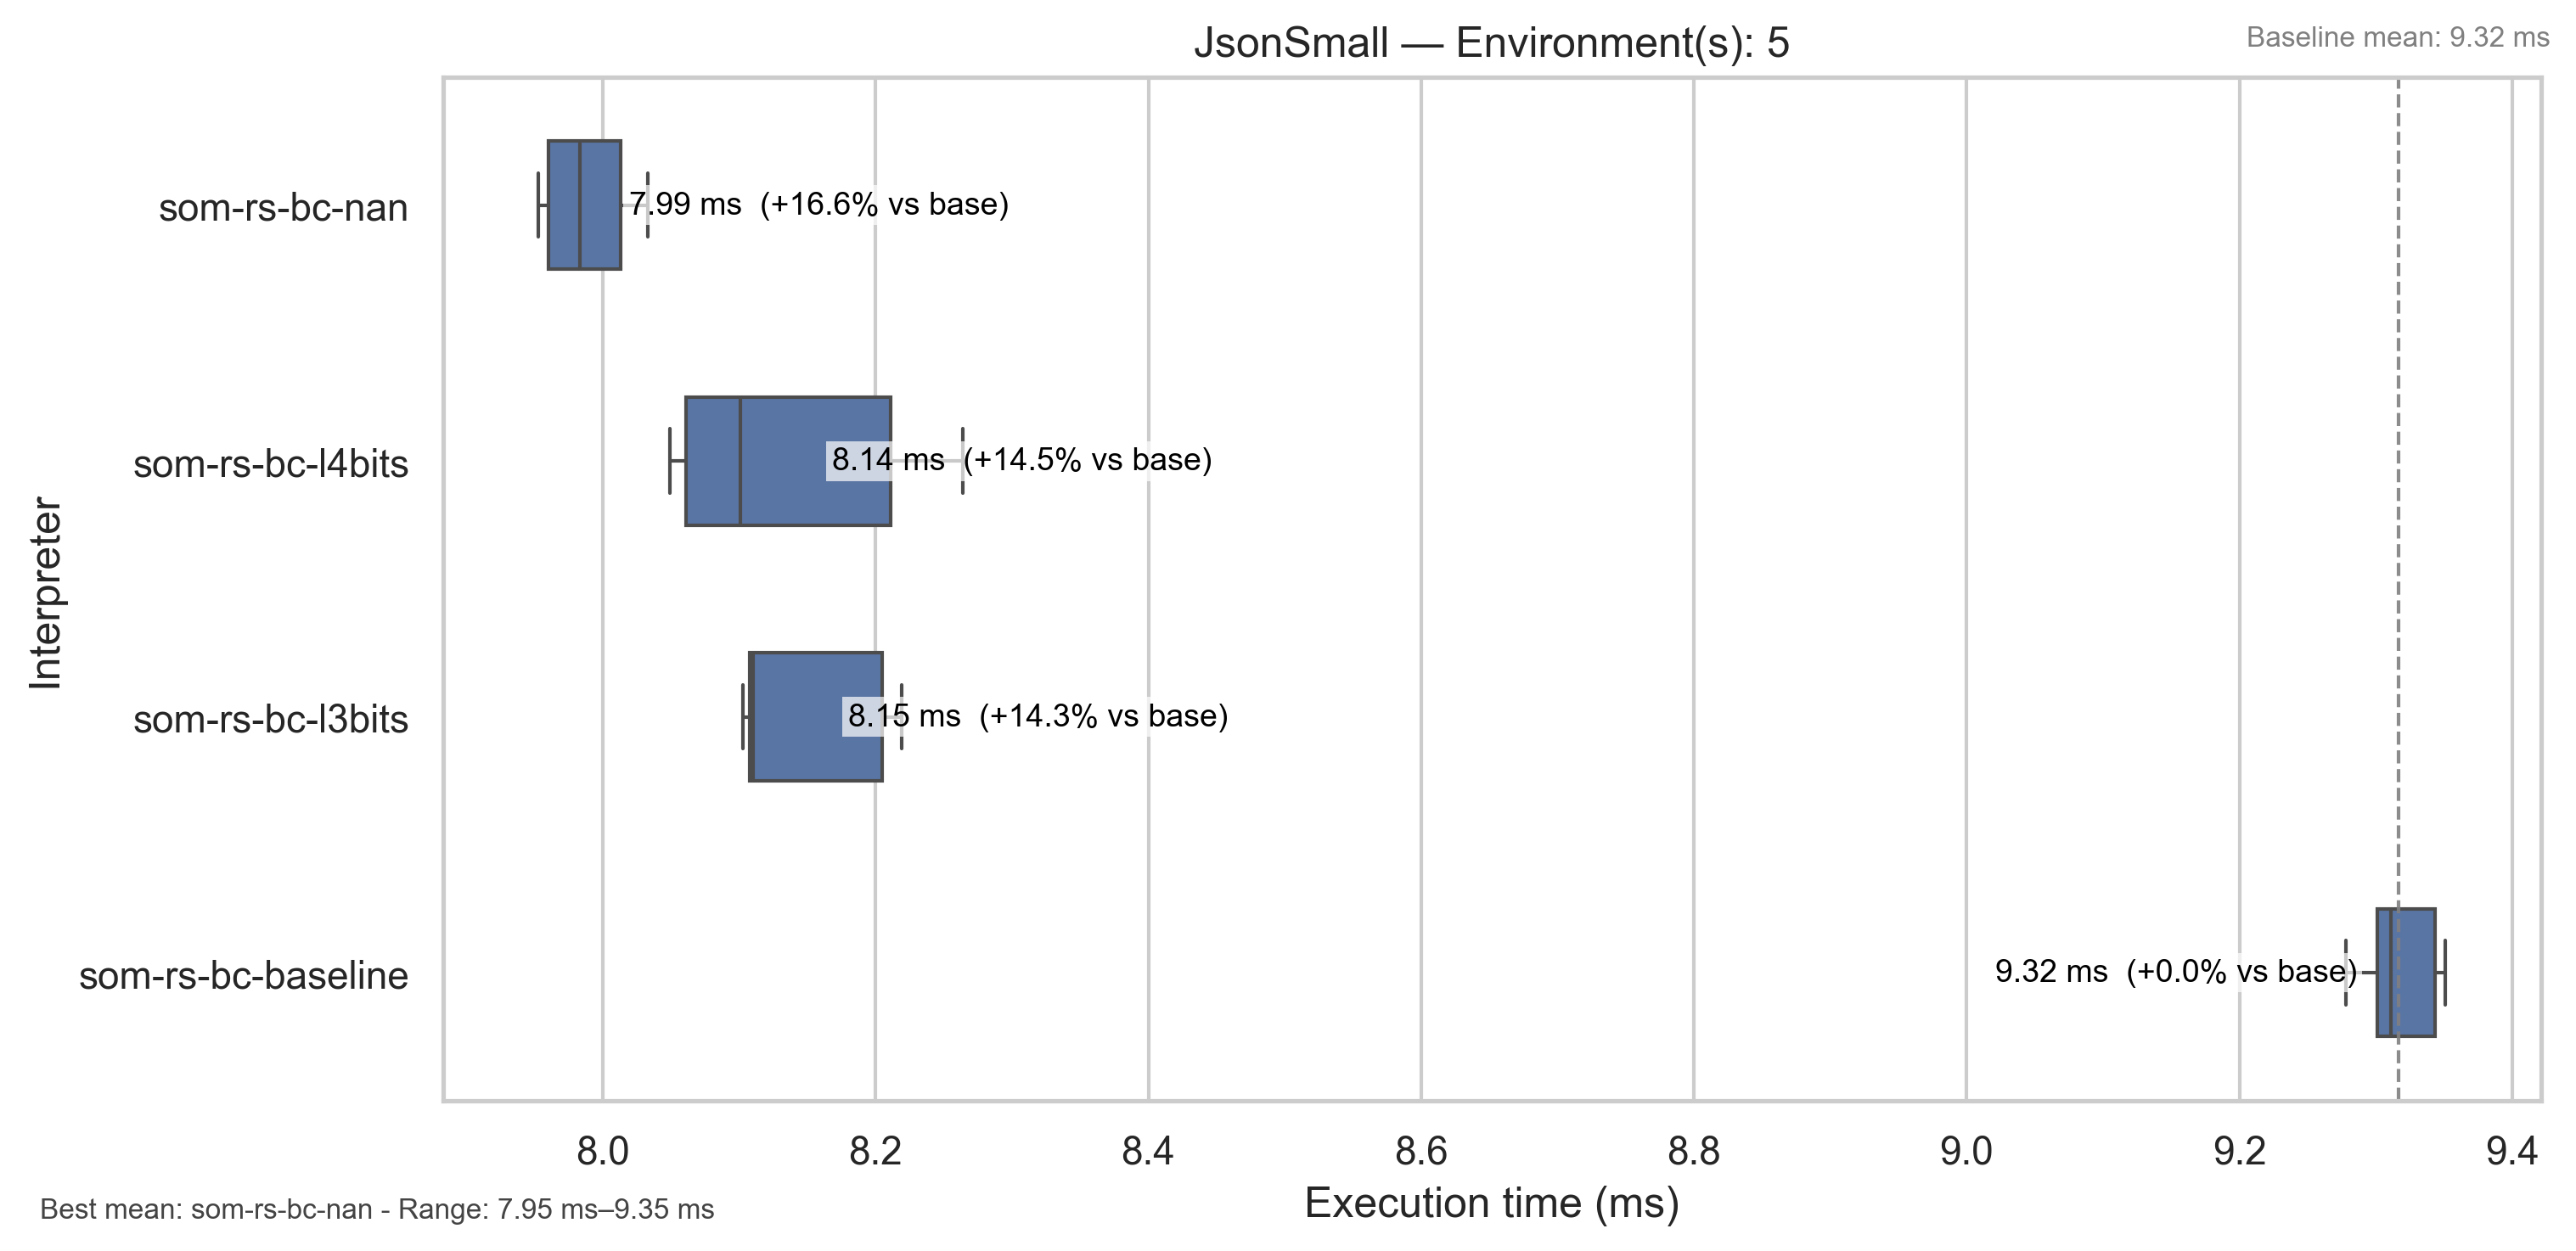 JsonSmall — Environment(s): 5
Baseline mean: 9.32 ms
Interpreter
som-rs-bc-nan
7.99 ms (+16.6% vs base)
som-rs-bc-l4bits
8.14 ms (+14.5% vs base)
som-rs-bc-l3bits
8.15 ms (+14.3% vs base)
som-rs-bc-baseline
9.32 ms (+0.0% vs base)
8.0 8.2 8.4 8.6 8.8 9.0 9.2 9.4
Execution time (ms)
Best mean: som-rs-bc-nan - Range: 7.95 ms–9.35 ms